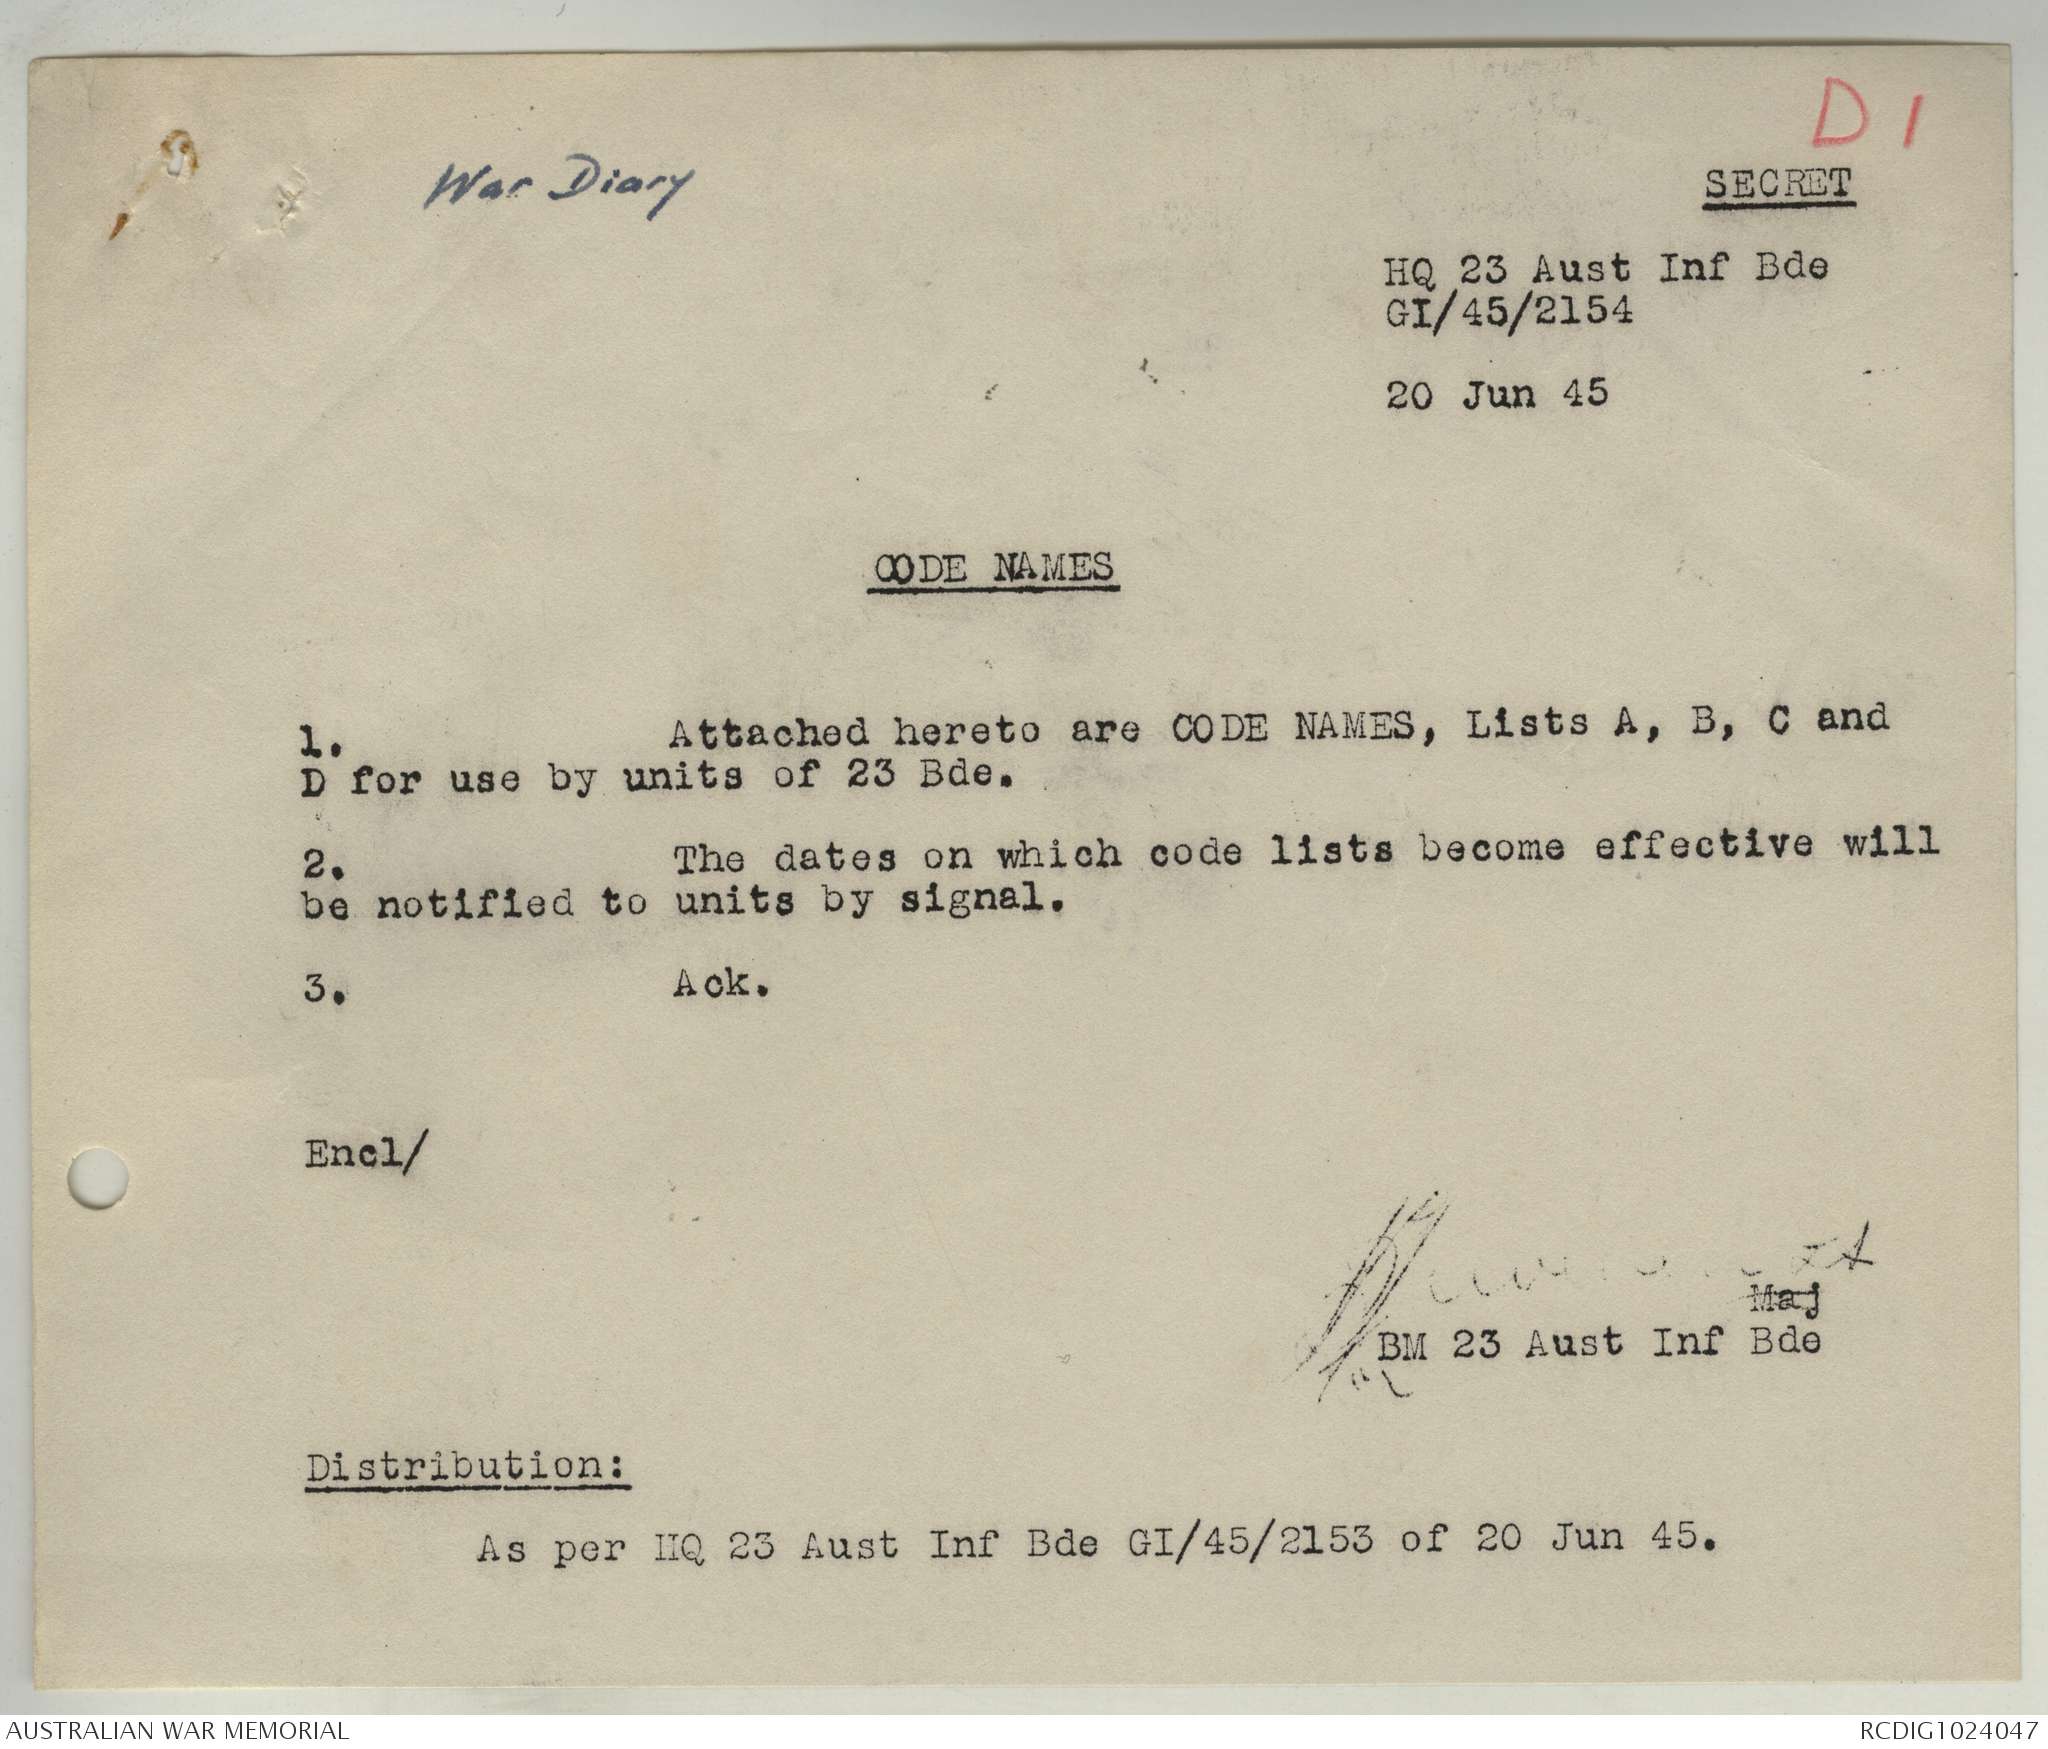 D 1
War Diary
SECRET
HQ 23 Aust Inf Bde
GI/45/2154
20 Jun 45
CODE NAMES
1. Attached hereto are CODE NAMES, Lists A, B, C and
D for use by units of 23 Bde.
2. The dates on which code lists become effective will
be notified to units by signal.
3. Ack.
Encl/
Maj
BM 23 Aust Inf Bde
Distribution:
As per HQ 23 Aust Inf Bde GI/45/2153 of 20 Jun 45.
AUSTRALIAN WAR MEMORIAL
RCDIG1024047